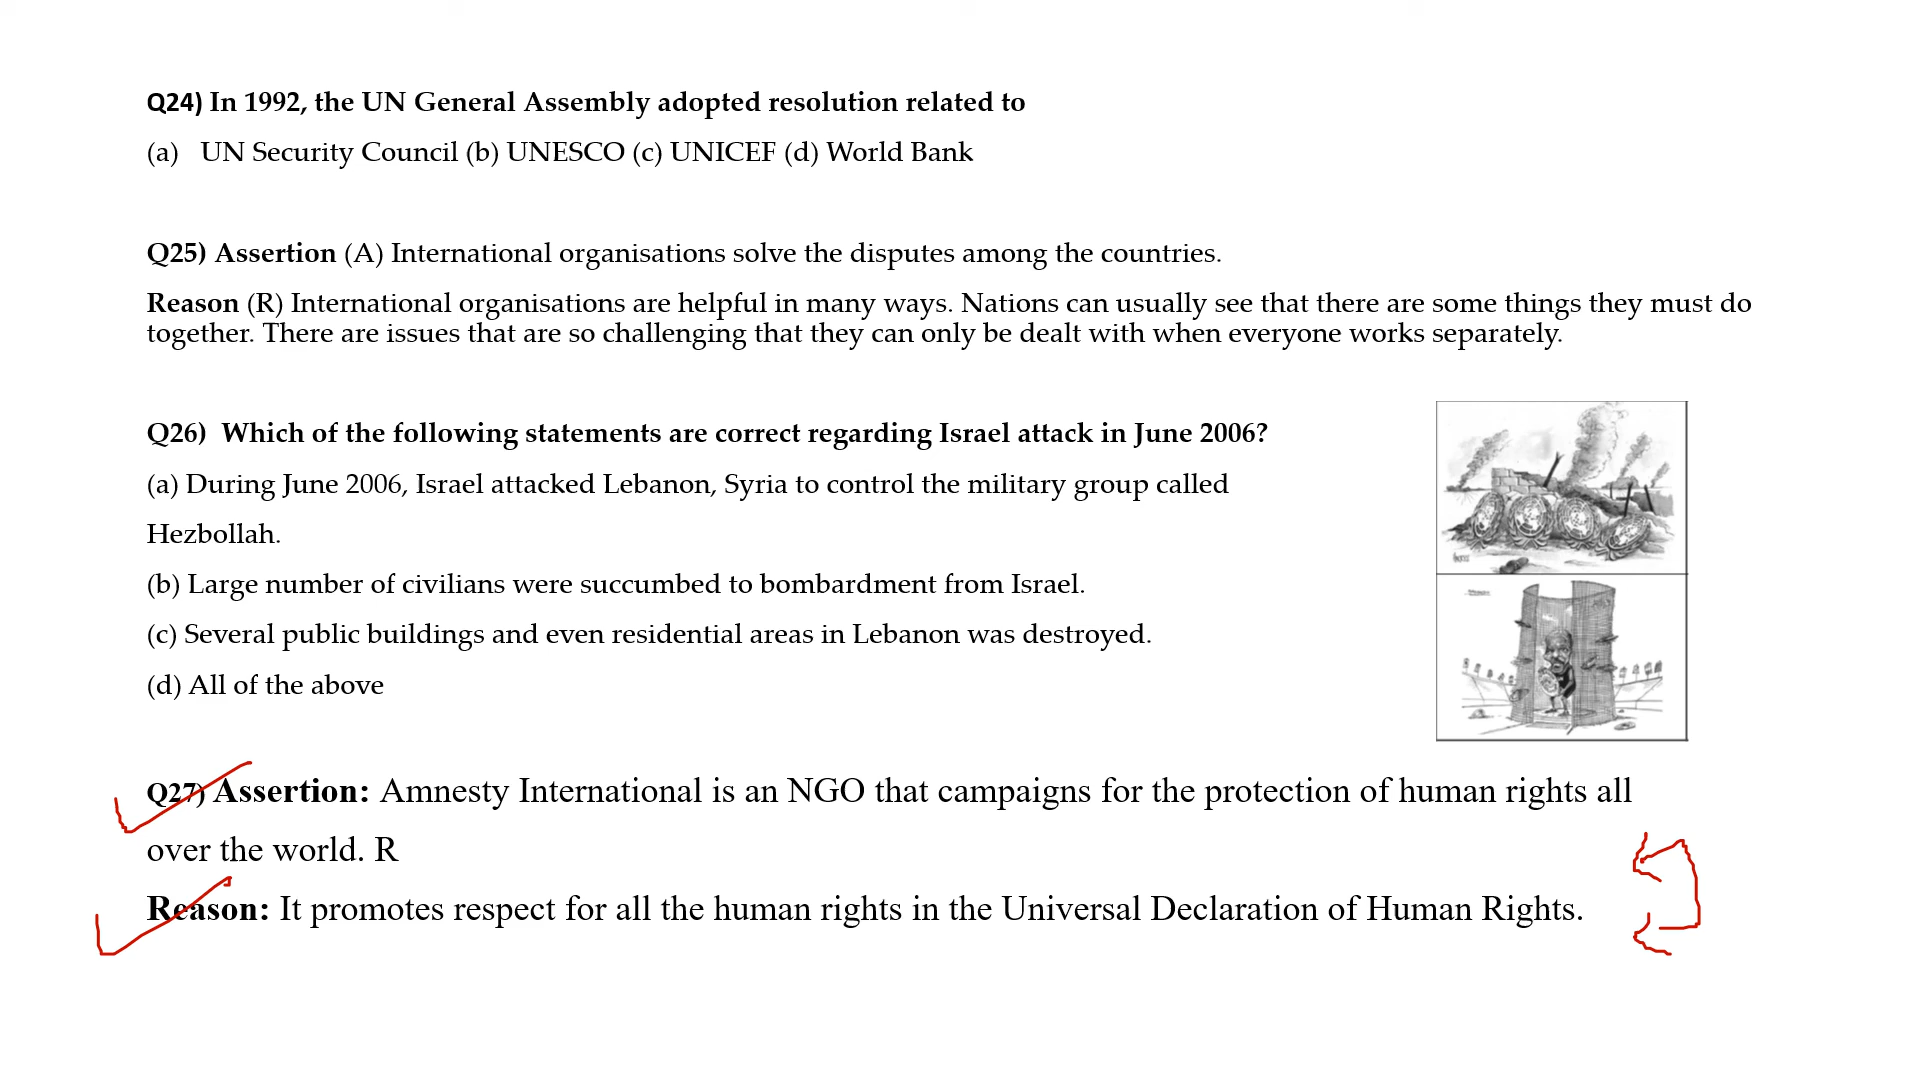 Q24) In 1992, the UN General Assembly adopted resolution related to
(a) UN Security Council (b) UNESCO (c) UNICEF (d) World Bank
Q25) Assertion (A) International organisations solve the disputes among the countries.
Reason (R) International organisations are helpful in many ways. Nations can usually see that there are some things they must do
together. There are issues that are so challenging that they can only be dealt with when everyone works separately.
Q26) Which of the following statements are correct regarding Israel attack in June 2006?
(a) During June 2006, Israel attacked Lebanon, Syria to control the military group called
Hezbollah.
(b) Large number of civilians were succumbed to bombardment from Israel.
(c) Several public buildings and even residential areas in Lebanon was destroyed.
(d) All of the above
Q27) Assertion: Amnesty International is an NGO that campaigns for the protection of human rights all
over the world. R
Reason: It promotes respect for all the human rights in the Universal Declaration of Human Rights.